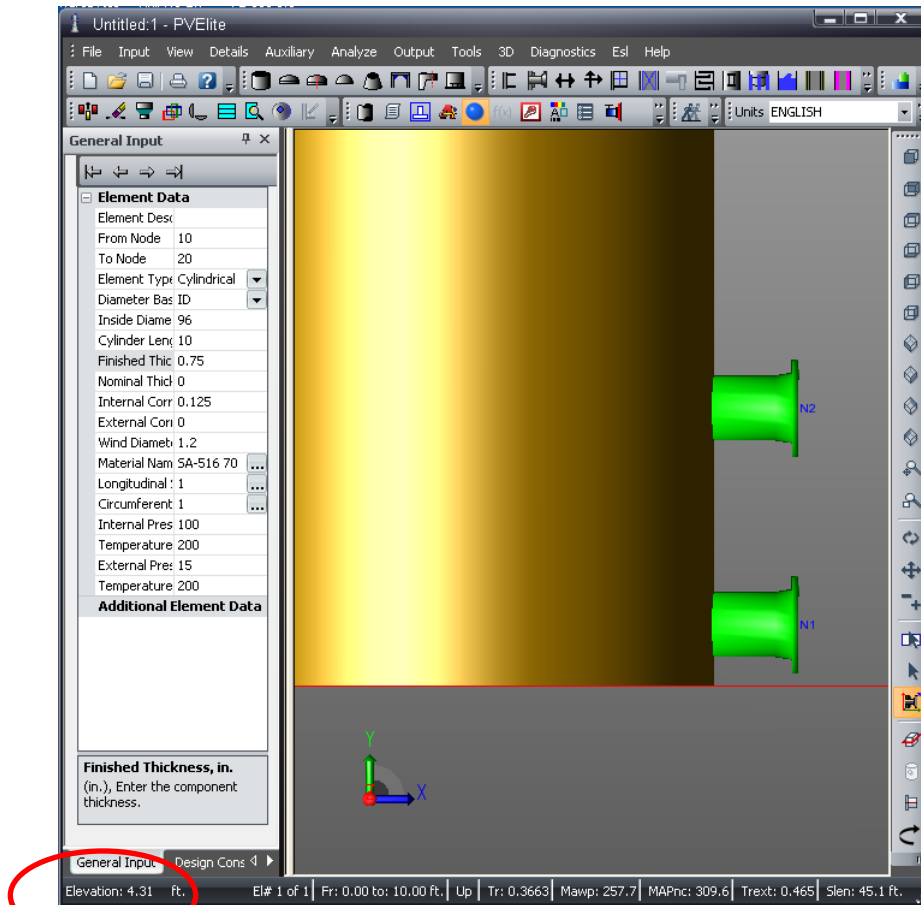 Untitled:1 - PVElite
File Input View Details Auxiliary Analyze Output Tools 3D Diagnostics Esl Help
Units ENGLISH
General Input
Element Data
Element Desc
From Node 10
To Node 20
Element Type Cylindrical
Diameter Bas ID
Inside Diame 96
Cylinder Leng 10
Finished Thic 0.75
Nominal Thick 0
Internal Corr 0.125
External Corr 0
Wind Diamete 1.2
Material Nam SA-516 70 ...
Longitudinal S 1 ...
Circumferent 1 ...
Internal Pres 100
Temperature 200
External Pres 15
Temperature 200
Additional Element Data
N2
N1
Y
X
Finished Thickness, in.
(in.), Enter the component
thickness.
General Input Design Cons
Elevation: 4.31 ft. El# 1 of 1 Fr: 0.00 to: 10.00 ft. Up Tr: 0.3663 Mawp: 257.7 MAPnc: 309.6 Trext: 0.465 Slen: 45.1 ft.